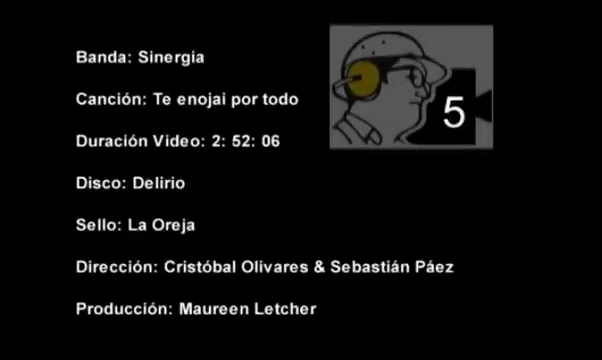 Banda: Sinergia
Canción: Te enojai por todo
Duración Video: 2: 52: 06
Disco: Delirio
Sello: La Oreja
Dirección: Cristóbal Olivares & Sebastián Páez
Producción: Maureen Letcher
5